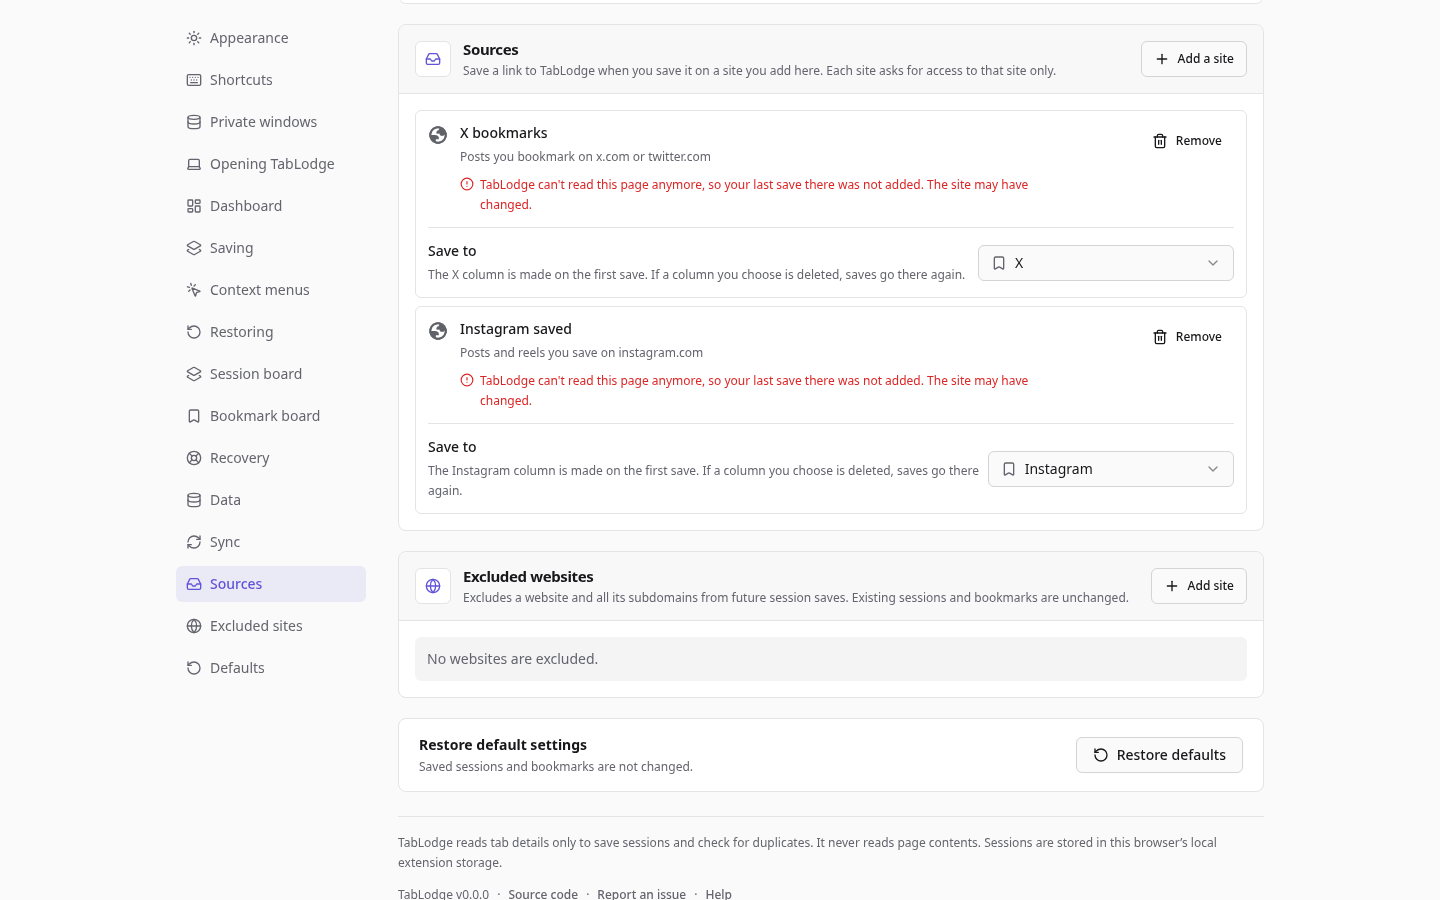 Appearance
Shortcuts
Private windows
Opening TabLodge
Dashboard
Saving
Context menus
Restoring
Session board
Bookmark board
Recovery
Data
Sync
Sources
Excluded sites
Defaults
Sources
Save a link to TabLodge when you save it on a site you add here. Each site asks for access to that site only.
Add a site
X bookmarks
Posts you bookmark on x.com or twitter.com
Remove
TabLodge can't read this page anymore, so your last save there was not added. The site may have
changed.
Save to
The X column is made on the first save. If a column you choose is deleted, saves go there again.
X
Instagram saved
Posts and reels you save on instagram.com
Remove
TabLodge can't read this page anymore, so your last save there was not added. The site may have
changed.
Save to
The Instagram column is made on the first save. If a column you choose is deleted, saves go there
again.
Instagram
Excluded websites
Excludes a website and all its subdomains from future session saves. Existing sessions and bookmarks are unchanged.
Add site
No websites are excluded.
Restore default settings
Saved sessions and bookmarks are not changed.
Restore defaults
TabLodge reads tab details only to save sessions and check for duplicates. It never reads page contents. Sessions are stored in this browser’s local
extension storage.
TabLodge v0.0.0 · Source code · Report an issue · Help